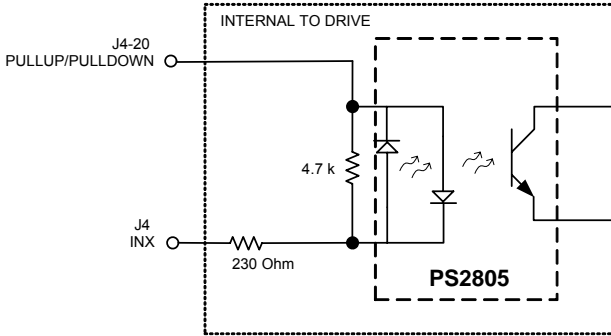 INTERNAL TO DRIVE
J4-20
PULLUP/PULLDOWN
4.7 k
J4
INX
230 Ohm
PS2805